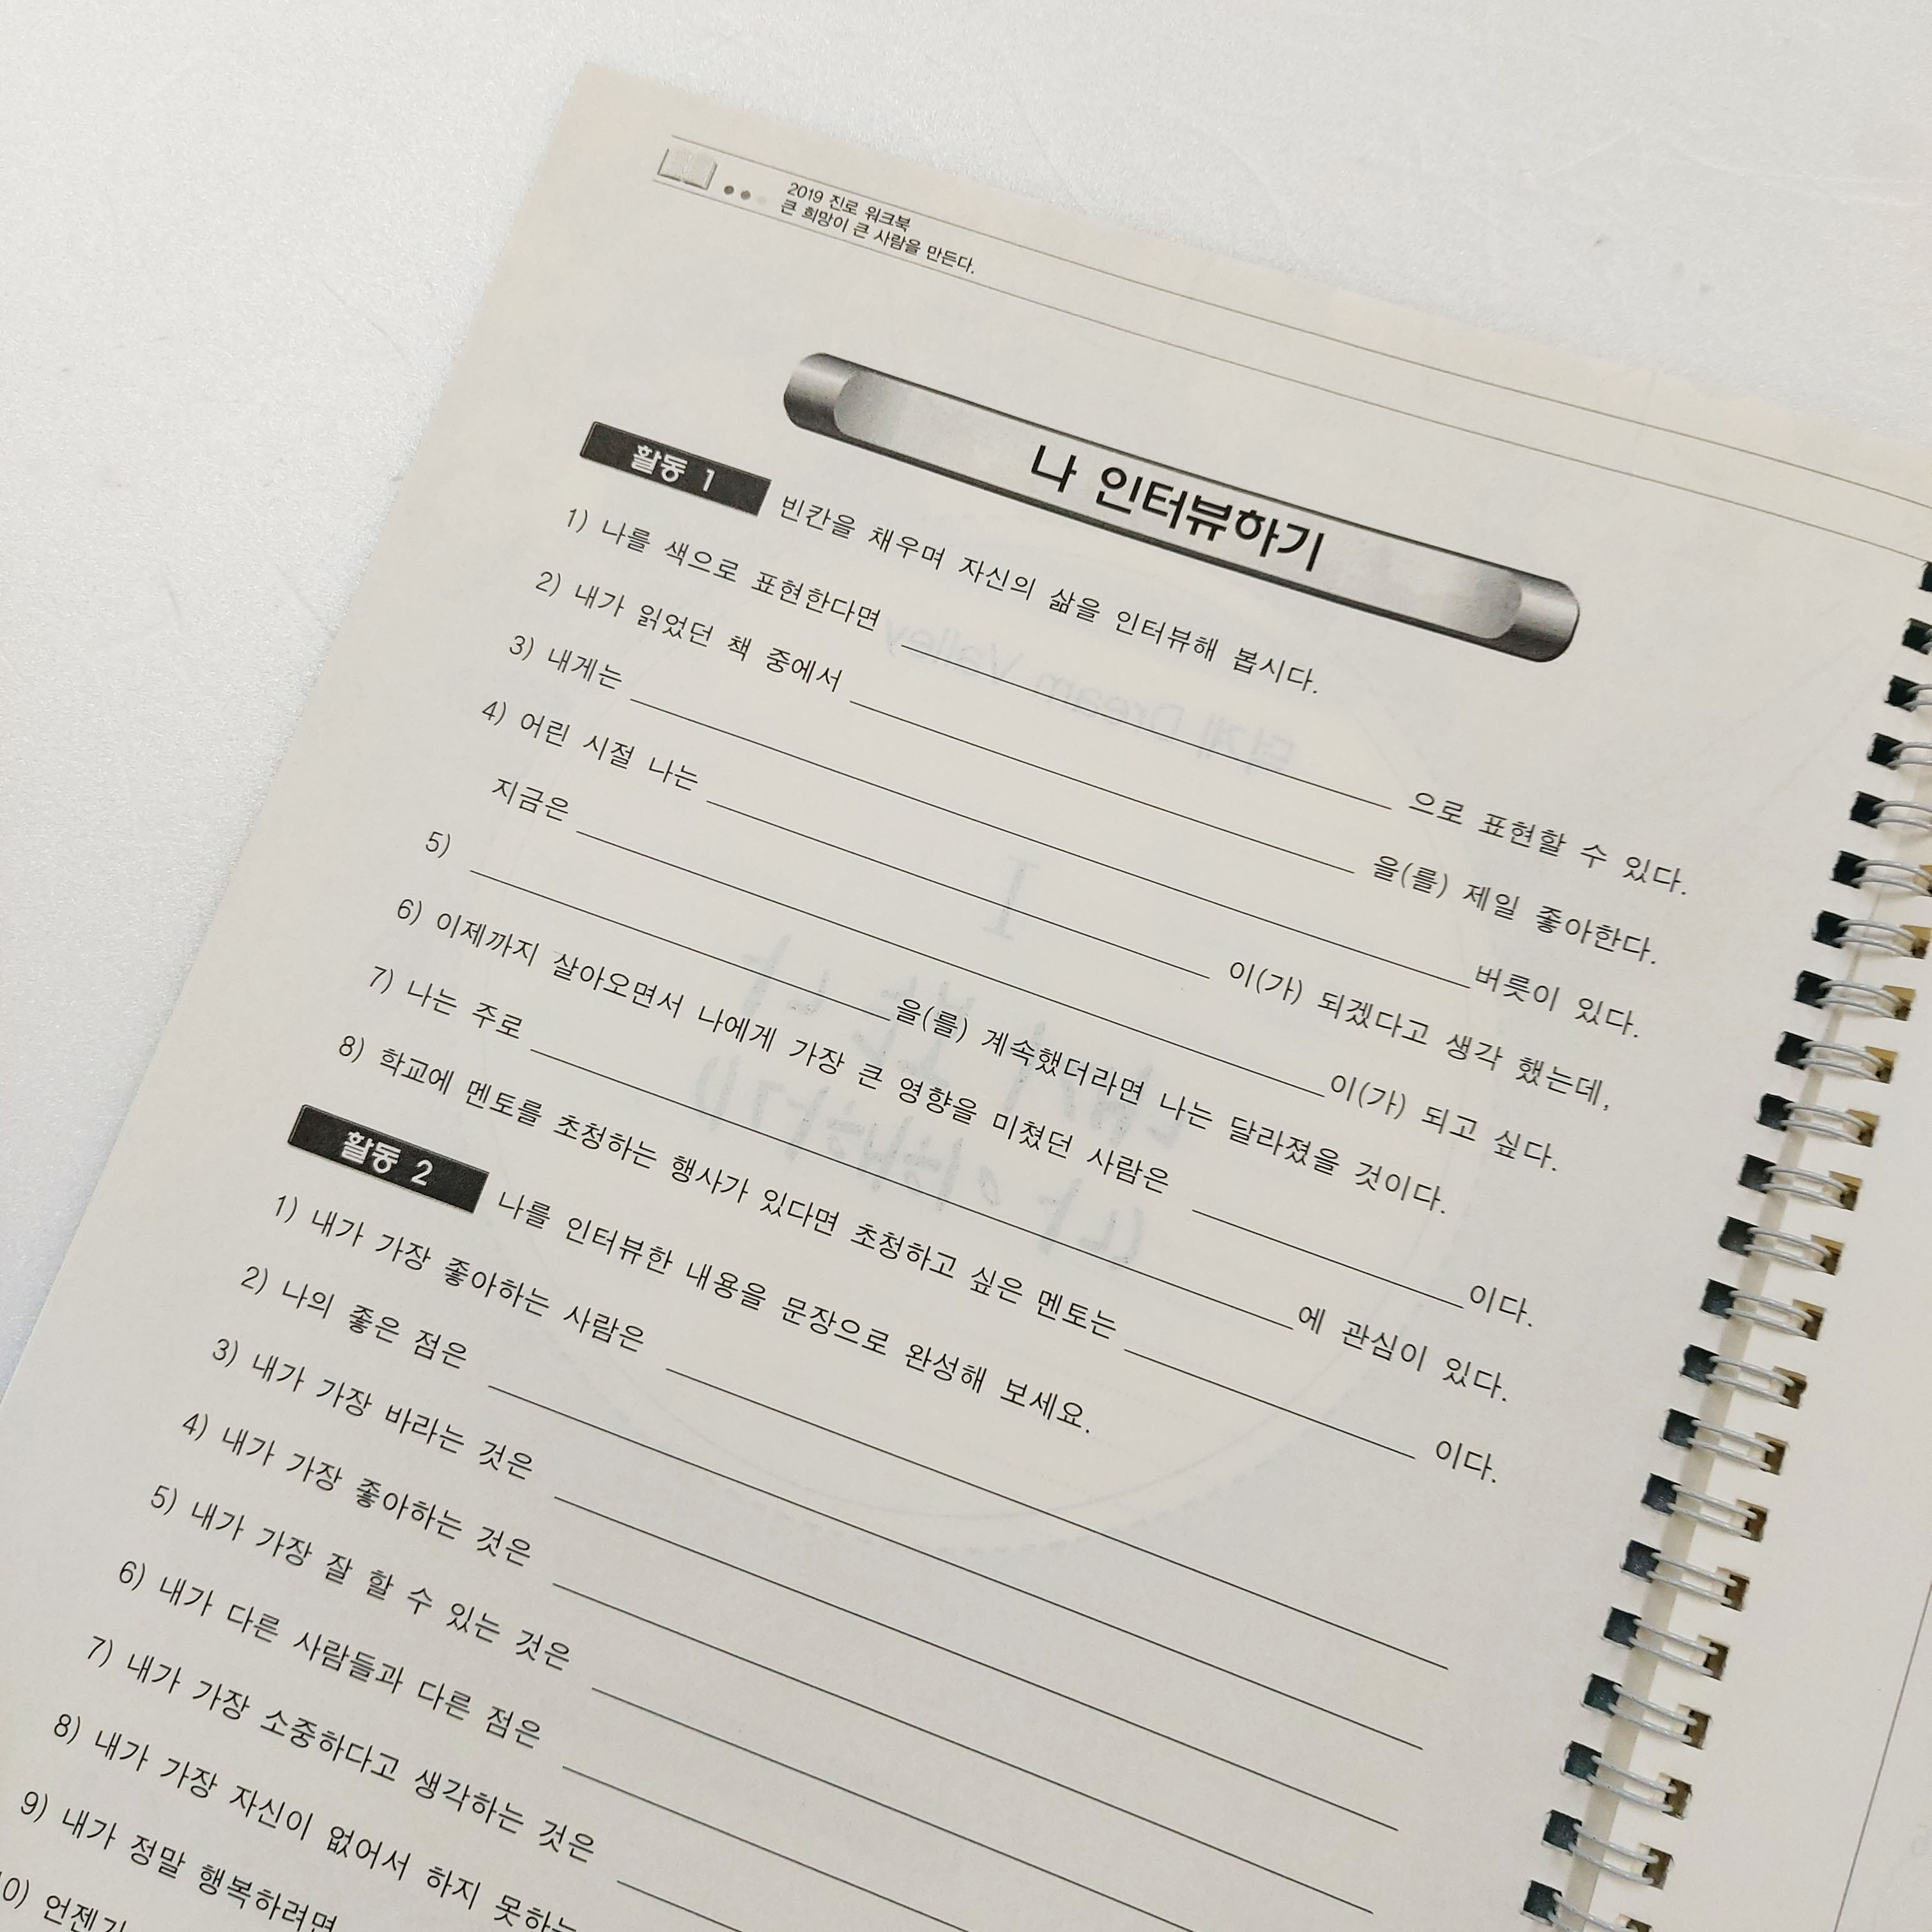 2019 진로 워크북
큰 희망이 큰 사람을 만든다.
나 인터뷰하기
활동 1 빈칸을 채우며 자신의 삶을 인터뷰해 봅시다.
1) 나를 색으로 표현한다면 으로 표현할 수 있다.
2) 내가 읽었던 책 중에서 을(를) 제일 좋아한다.
3) 내게는 버릇이 있다.
4) 어린 시절 나는 이(가) 되겠다고 생각 했는데,
지금은 이(가) 되고 싶다.
5) 을(를) 계속했더라면 나는 달라졌을 것이다.
6) 이제까지 살아오면서 나에게 가장 큰 영향을 미쳤던 사람은 이다.
7) 나는 주로 에 관심이 있다.
8) 학교에 멘토를 초청하는 행사가 있다면 초청하고 싶은 멘토는 이다.
활동 2 나를 인터뷰한 내용을 문장으로 완성해 보세요.
1) 내가 가장 좋아하는 사람은
2) 나의 좋은 점은
3) 내가 가장 바라는 것은
4) 내가 가장 좋아하는 것은
5) 내가 가장 잘 할 수 있는 것은
6) 내가 다른 사람들과 다른 점은
7) 내가 가장 소중하다고 생각하는 것은
8) 내가 가장 자신이 없어서 하지 못하는
9) 내가 정말 행복하려면
10) 언젠가